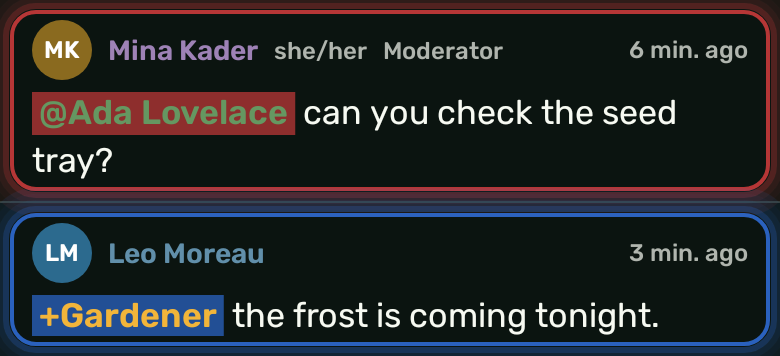 MK Mina Kader she/her Moderator 6 min. ago
@Ada Lovelace can you check the seed
tray?
LM Leo Moreau 3 min. ago
+Gardener the frost is coming tonight.